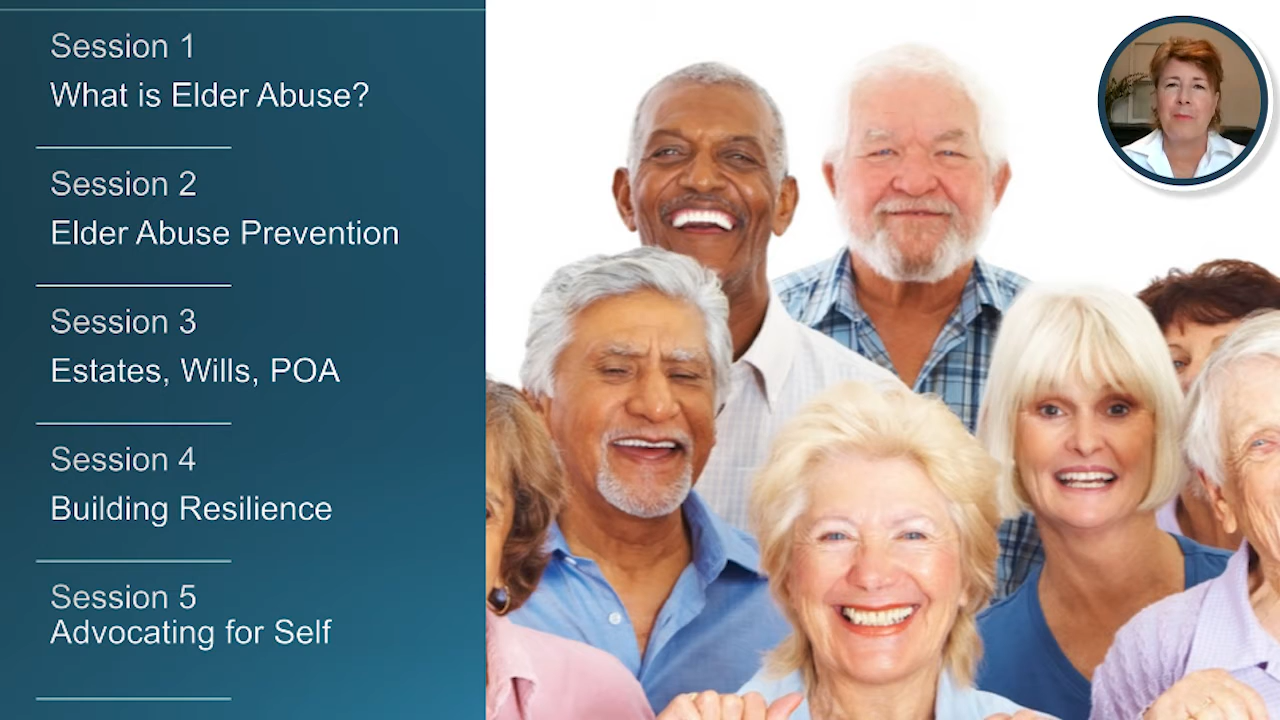 Session 1
What is Elder Abuse?
Session 2
Elder Abuse Prevention
Session 3
Estates, Wills, POA
Session 4
Building Resilience
Session 5
Advocating for Self